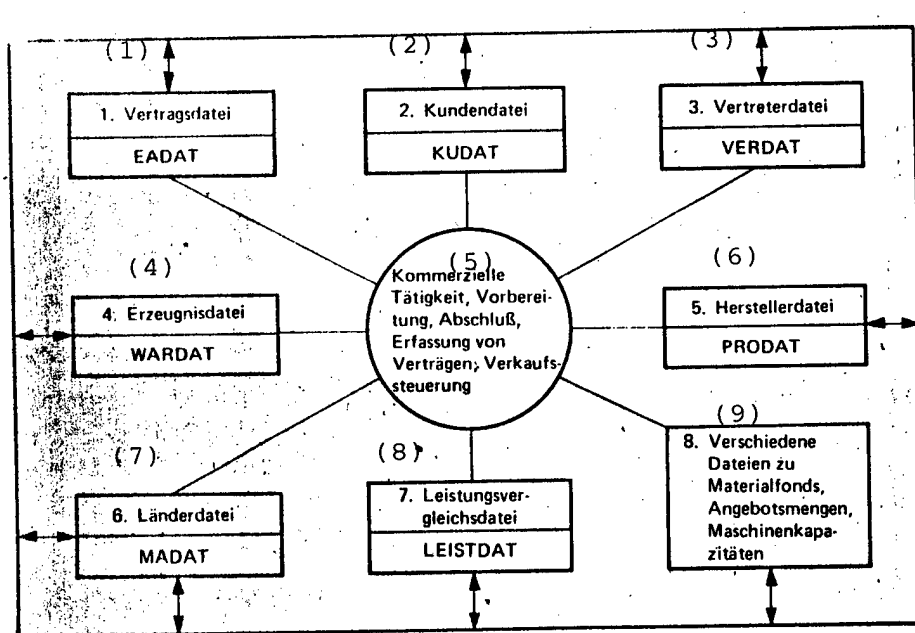 (1)
(2)
(3)
1. Vertragsdatei
EADAT
2. Kundendatei
KUDAT
3. Vertreterdatei
VERDAT
(4)
4. Erzeugnisdatei
WARDAT
(5)
Kommerzielle
Tätigkeit, Vorberei-
tung, Abschluß,
Erfassung von
Verträgen; Verkaufs-
steuerung
(6)
5. Herstellerdatei
PRODAT
(7)
6. Länderdatei
MADAT
(8)
7. Leistungsver-
gleichsdatei
LEISTDAT
(9)
8. Verschiedene
Dateien zu
Materialfonds,
Angebotsmengen,
Maschinenkapa-
zitäten